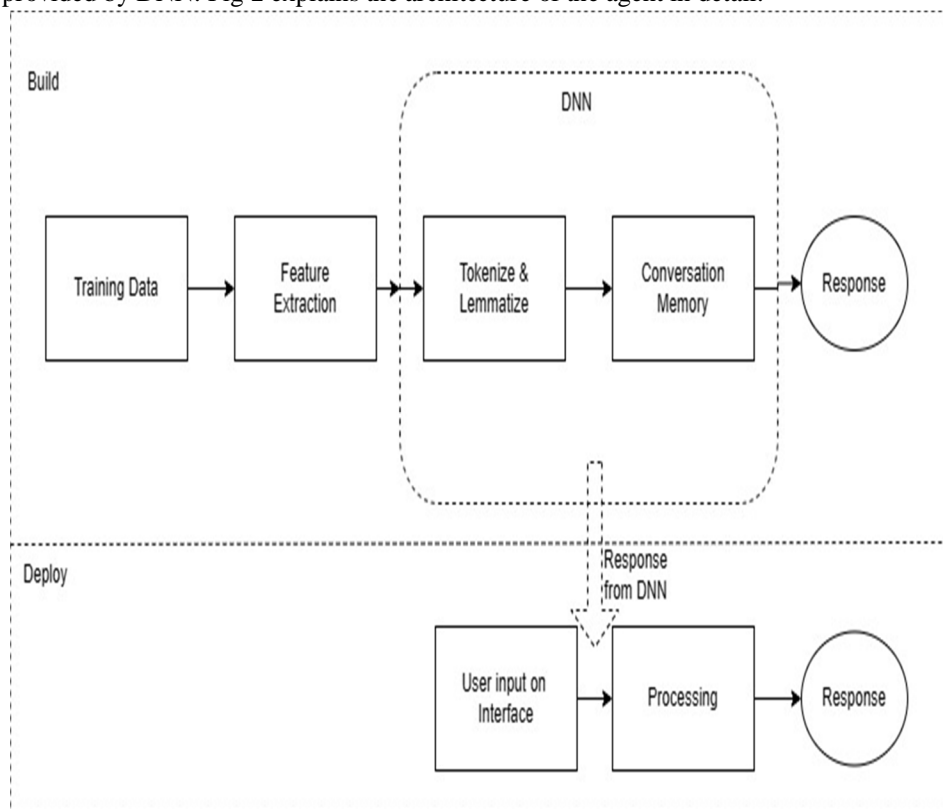 provided by DNN. Fig 2 explains the architecture of the agent in detail.
Build
DNN
Training Data
Feature
Extraction
Tokenize &
Lemmatize
Conversation
Memory
Response
Response
from DNN
Deploy
User input on
Interface
Processing
Response